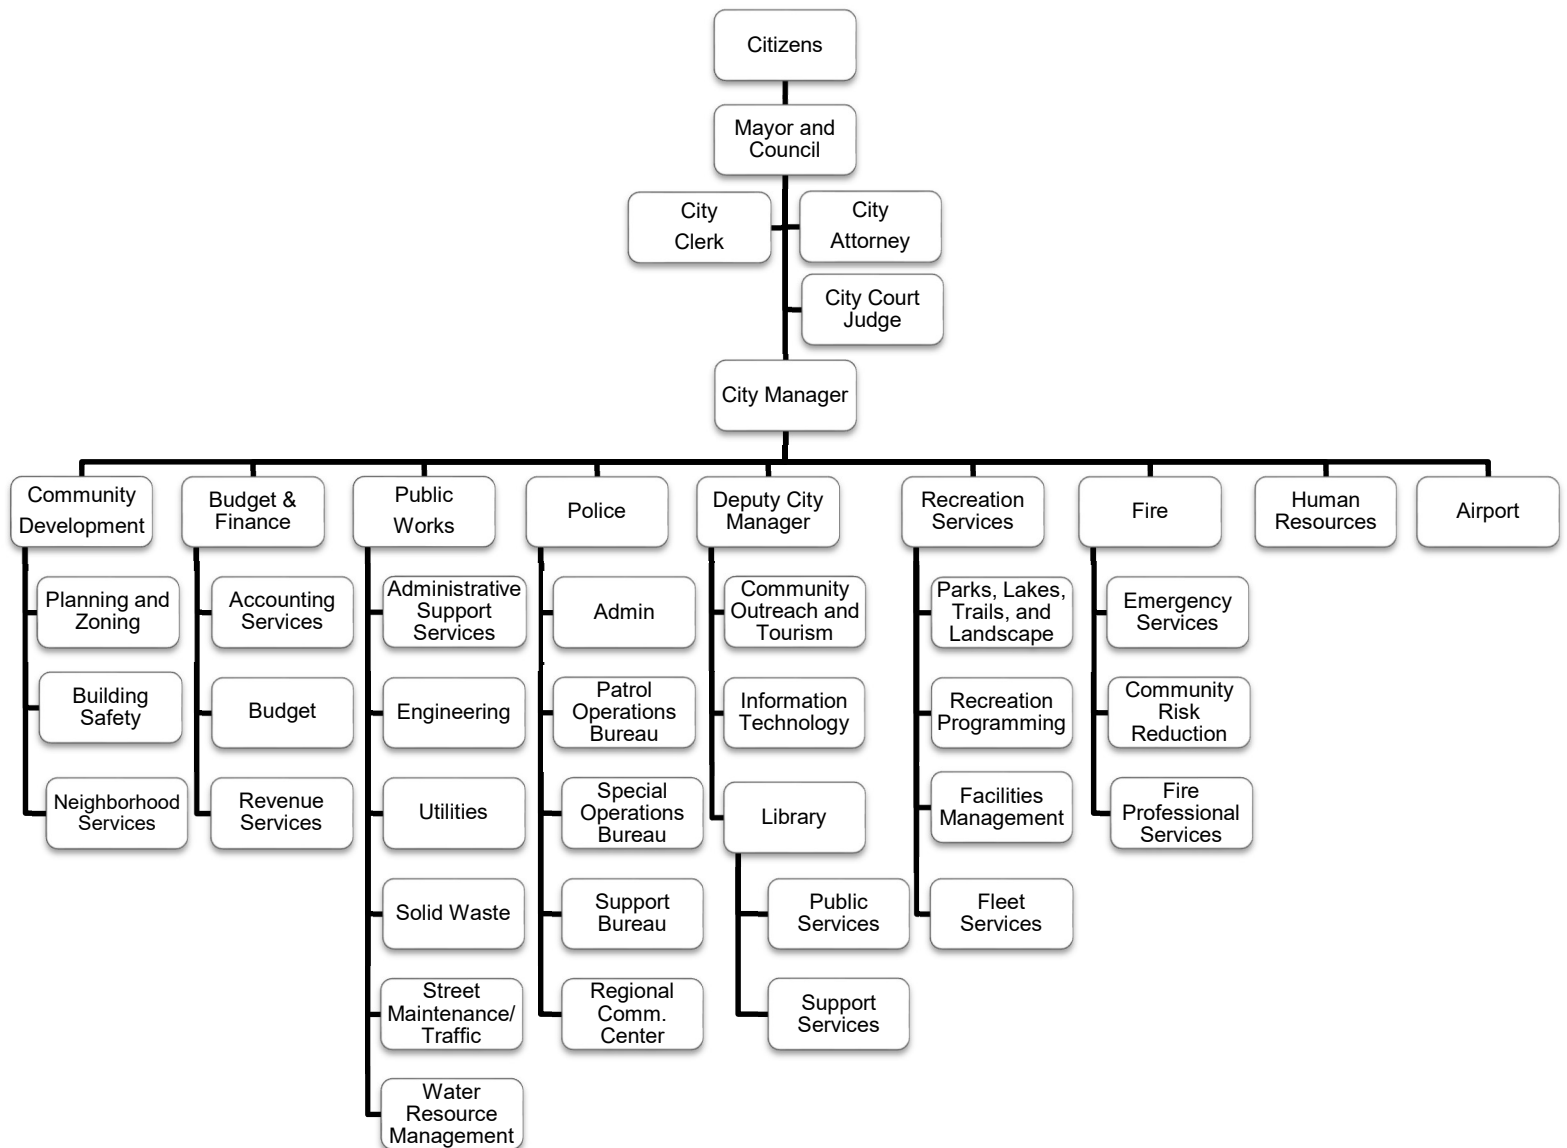 Citizens
Mayor and
Council
City
Clerk
City
Attorney
City Court
Judge
City Manager
Community
Development
Budget &
Finance
Public
Works
Police
Deputy City
Manager
Recreation
Services
Fire
Human
Resources
Airport
Planning and
Zoning
Building
Safety
Neighborhood
Services
Accounting
Services
Budget
Revenue
Services
Administrative
Support
Services
Engineering
Utilities
Solid Waste
Street
Maintenance/
Traffic
Water
Resource
Management
Admin
Patrol
Operations
Bureau
Special
Operations
Bureau
Support
Bureau
Regional
Comm.
Center
Community
Outreach and
Tourism
Information
Technology
Library
Public
Services
Support
Services
Parks, Lakes,
Trails, and
Landscape
Recreation
Programming
Facilities
Management
Fleet
Services
Emergency
Services
Community
Risk
Reduction
Fire
Professional
Services